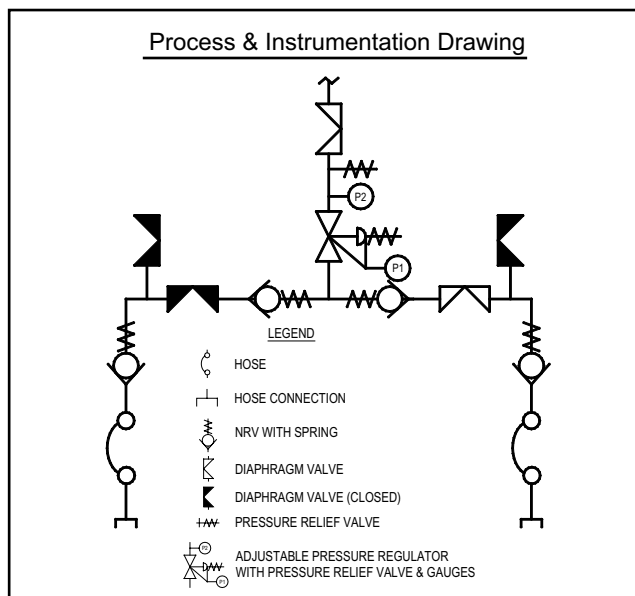 Process & Instrumentation Drawing
P2
P1
LEGEND
HOSE
HOSE CONNECTION
NRV WITH SPRING
DIAPHRAGM VALVE
DIAPHRAGM VALVE (CLOSED)
PRESSURE RELIEF VALVE
P2
ADJUSTABLE PRESSURE REGULATOR
WITH PRESSURE RELIEF VALVE & GAUGES
P1